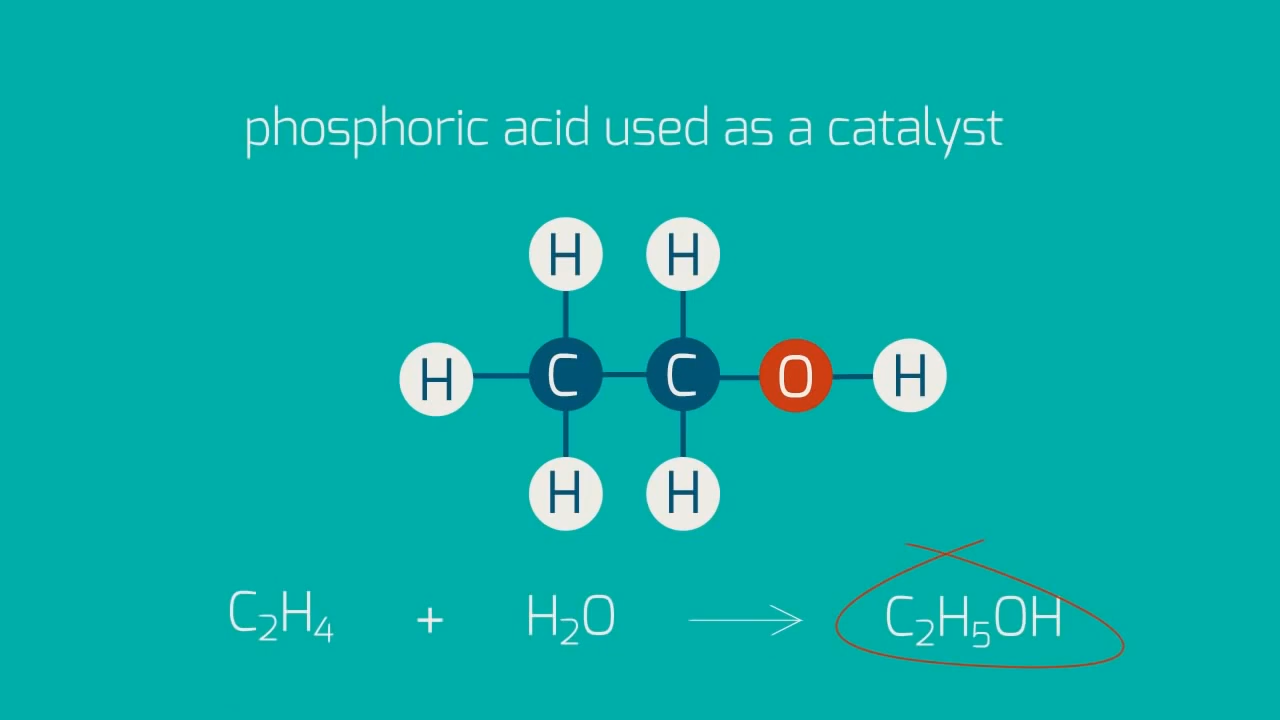 phosphoric acid used as a catalyst
H H
H C C O H
H H
C₂H₄ + H₂O → C₂H₅OH